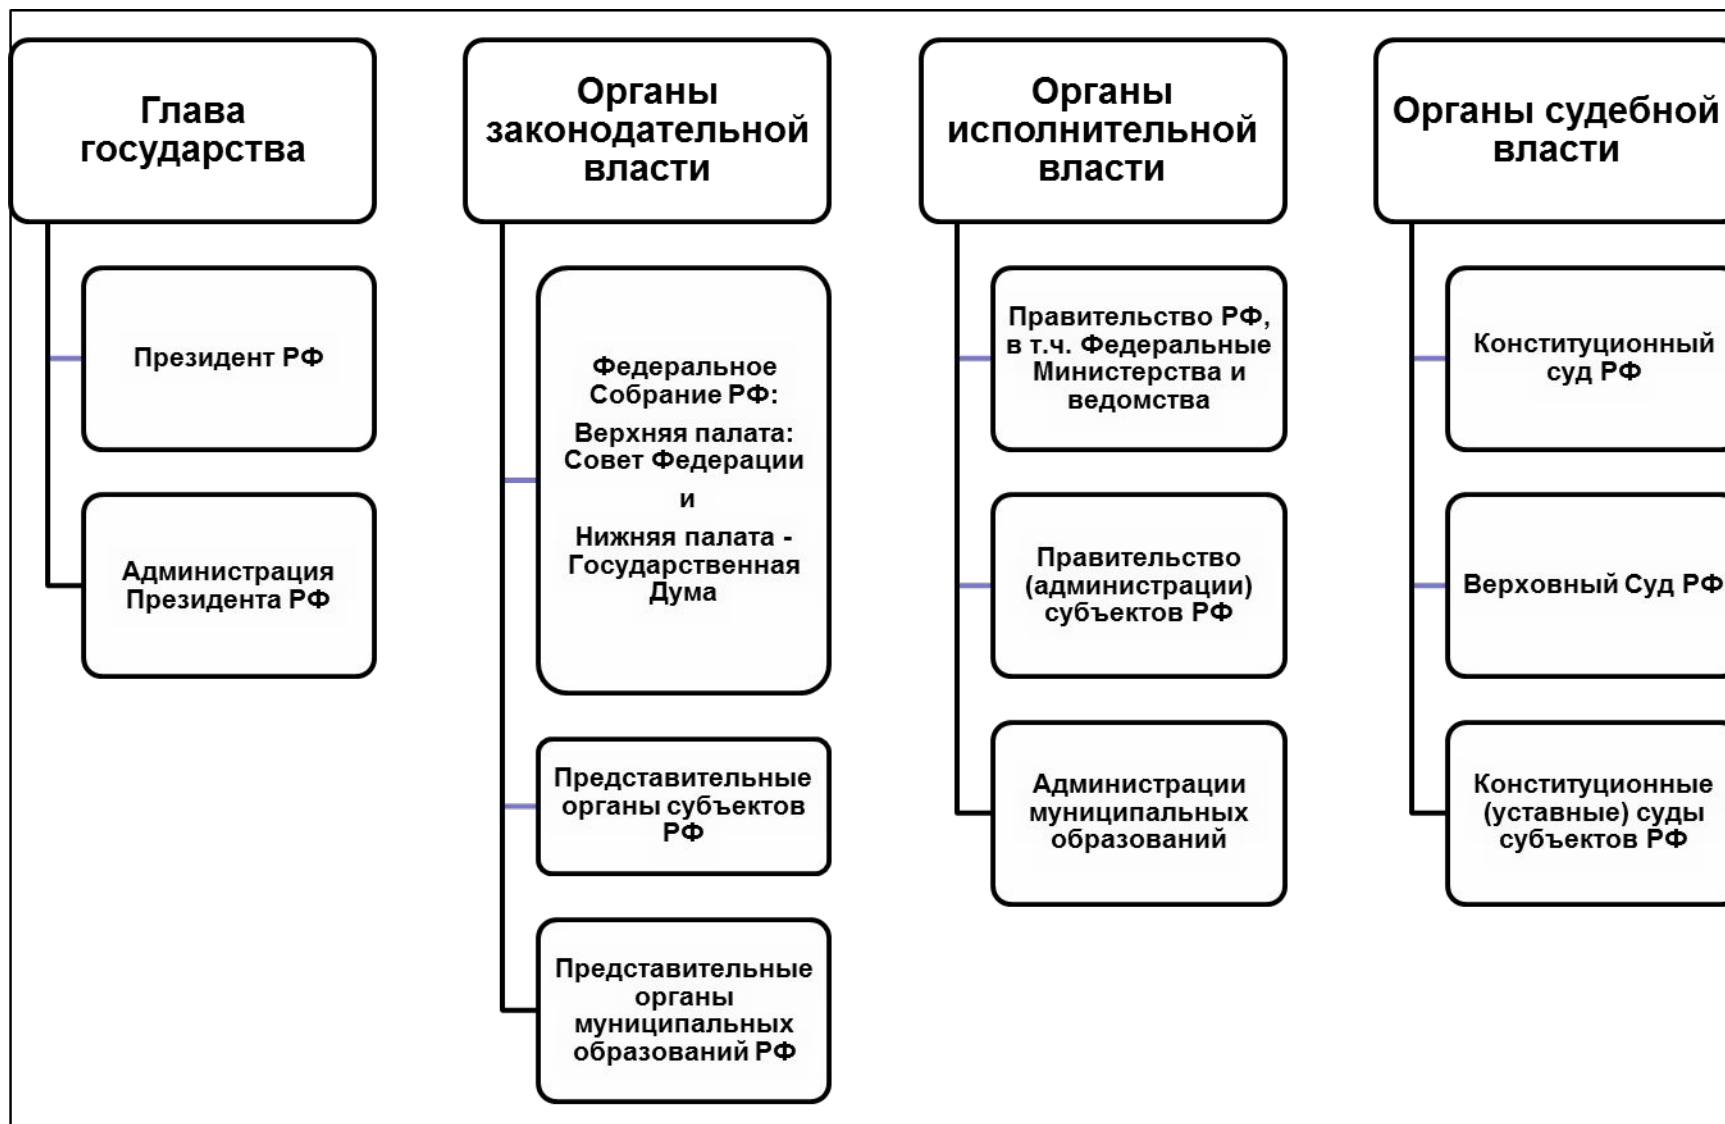 Глава
государства
Президент РФ
Администрация
Президента РФ
Органы
законодательной
власти
Федеральное
Собрание РФ:
Верхняя палата:
Совет Федерации
и
Нижняя палата -
Государственная
Дума
Представительные
органы субъектов
РФ
Представительные
органы
муниципальных
образований РФ
Органы
исполнительной
власти
Правительство РФ,
в т.ч. Федеральные
Министерства и
ведомства
Правительство
(администрации)
субъектов РФ
Администрации
муниципальных
образований
Органы судебной
власти
Конституционный
суд РФ
Верховный Суд РФ
Конституционные
(уставные) суды
субъектов РФ